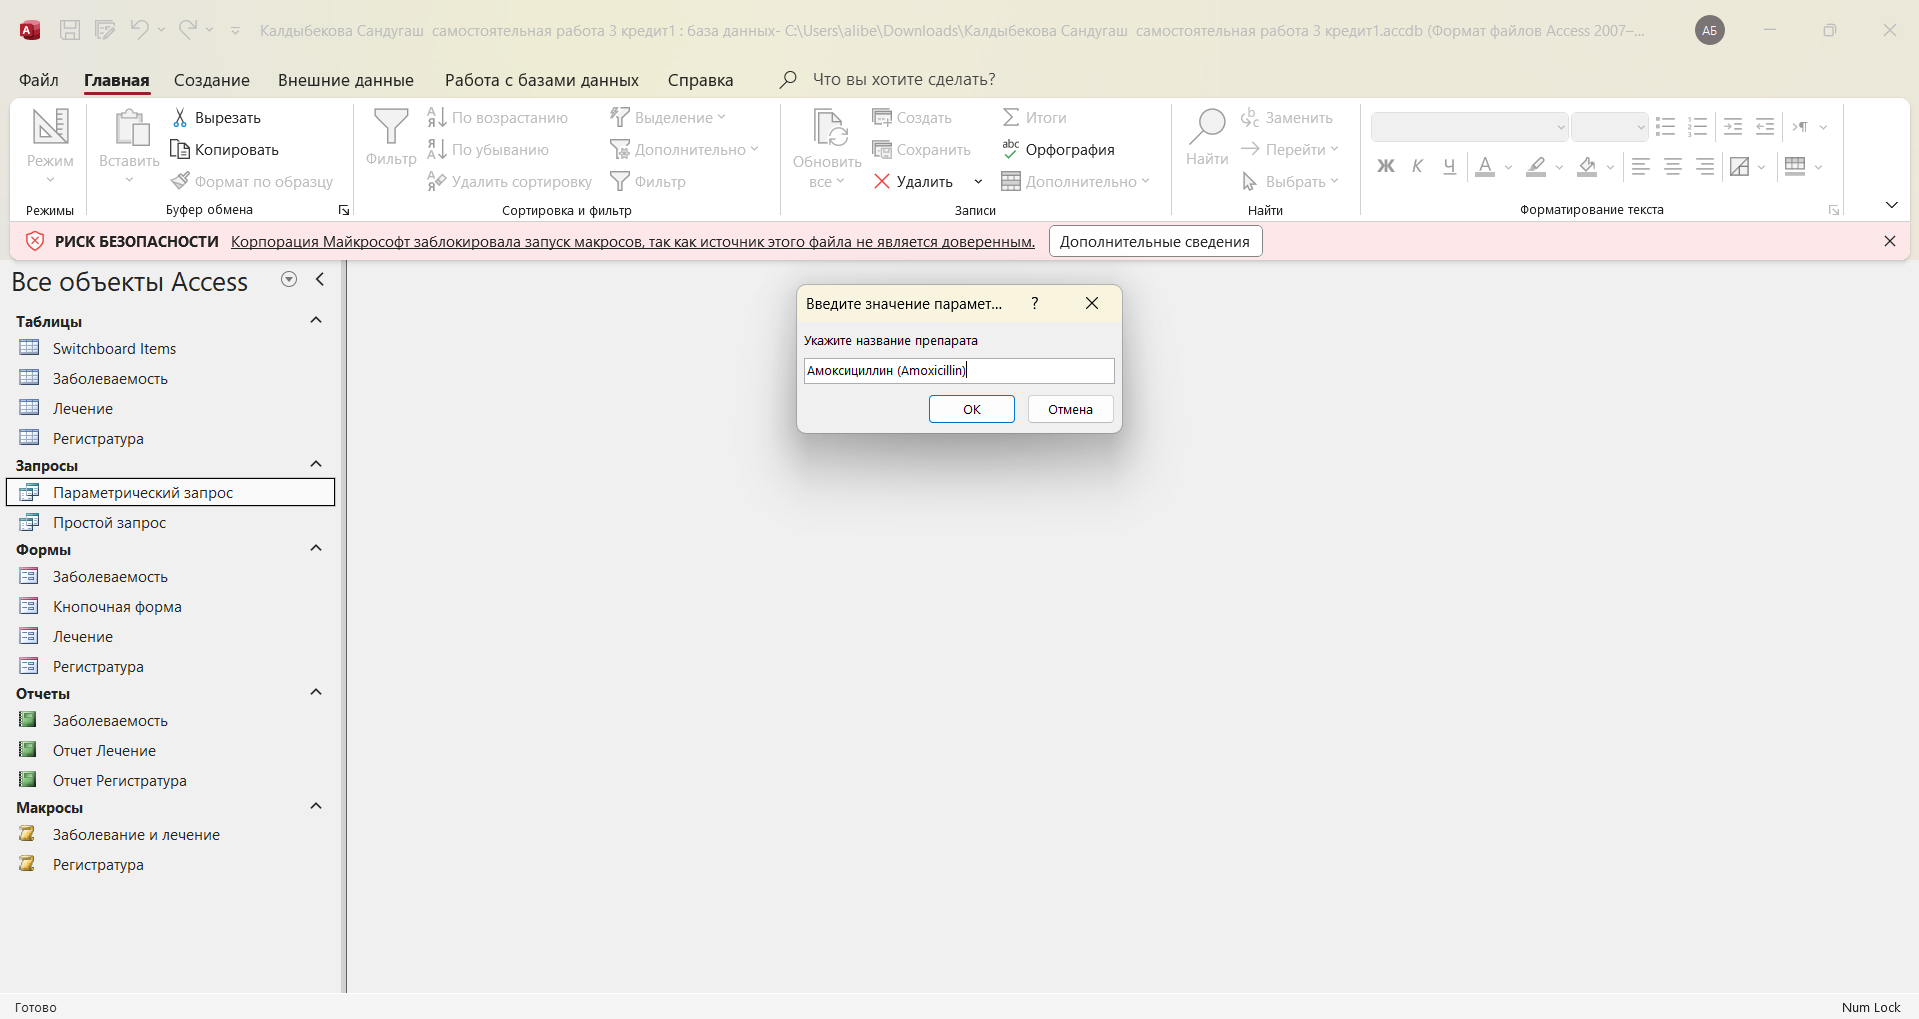 Калдыбекова Сандугаш самостоятельная работа 3 кредит1 : база данных- C:\Users\alibe\Downloads\Калдыбекова Сандугаш самостоятельная работа 3 кредит1.accdb (Формат файлов Access 2007–...
АБ
Файл Главная Создание Внешние данные Работа с базами данных Справка Что вы хотите сделать?
Режим
Режимы
Вставить
Вырезать
Копировать
Формат по образцу
Буфер обмена
Фильтр
По возрастанию
По убыванию
Удалить сортировку
Выделение
Дополнительно
Фильтр
Сортировка и фильтр
Обновить
все
Создать
Сохранить
Удалить
Итоги
Орфография
Дополнительно
Записи
Найти
Заменить
Перейти
Выбрать
Найти
Ж К Ч А
Форматирование текста
РИСК БЕЗОПАСНОСТИ Корпорация Майкрософт заблокировала запуск макросов, так как источник этого файла не является доверенным. Дополнительные сведения
Все объекты Access
Таблицы
Switchboard Items
Заболеваемость
Лечение
Регистратура
Запросы
Параметрический запрос
Простой запрос
Формы
Заболеваемость
Кнопочная форма
Лечение
Регистратура
Отчеты
Заболеваемость
Отчет Лечение
Отчет Регистратура
Макросы
Заболевание и лечение
Регистратура
Введите значение парамет... ?
Укажите название препарата
Амоксициллин (Amoxicillin)
ОК Отмена
Готово
Num Lock